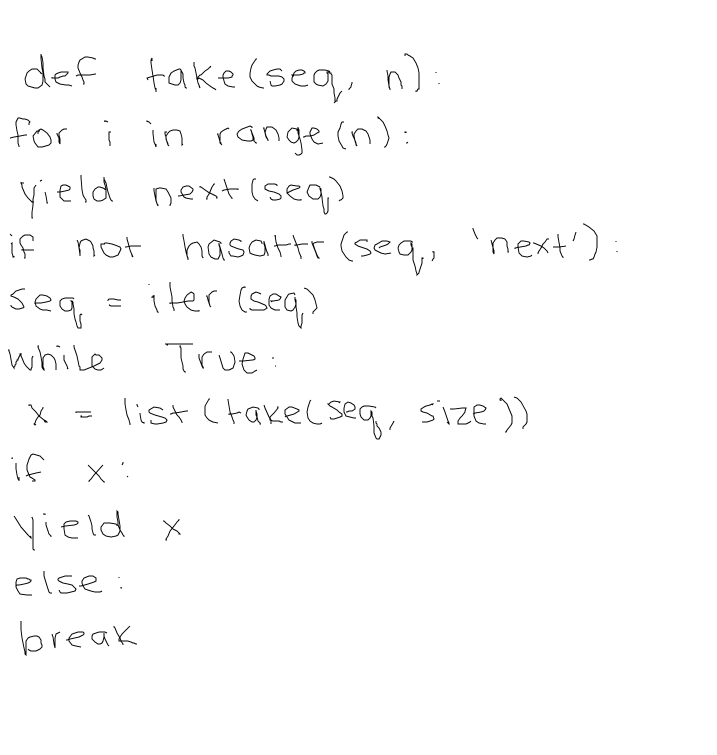 def take(seq, n):
for i in range(n):
yield next(seq)
if not hasattr(seq, 'next'):
seq = iter(seq)
while True:
x = list(take(seq, size))
if x:
yield x
else:
break